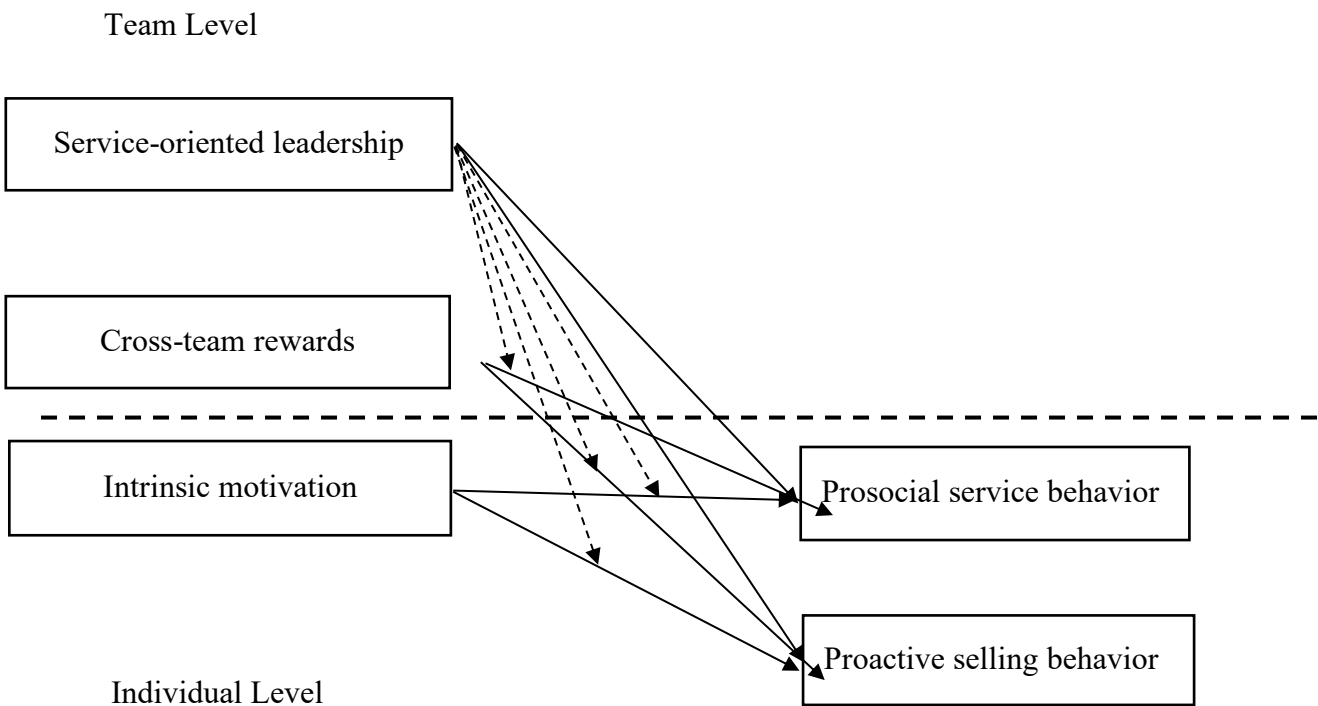 Team Level
Service-oriented leadership
Cross-team rewards
Intrinsic motivation
Prosocial service behavior
Proactive selling behavior
Individual Level